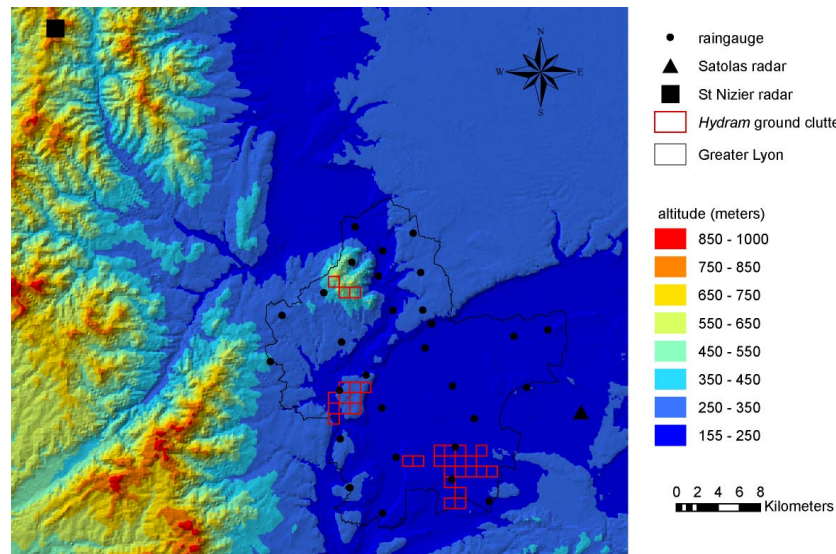 N
W E
S
raingauge
Satolas radar
St Nizier radar
Hydram ground clutte
Greater Lyon
altitude (meters)
850 - 1000
750 - 850
650 - 750
550 - 650
450 - 550
350 - 450
250 - 350
155 - 250
0 2 4 6 8
Kilometers